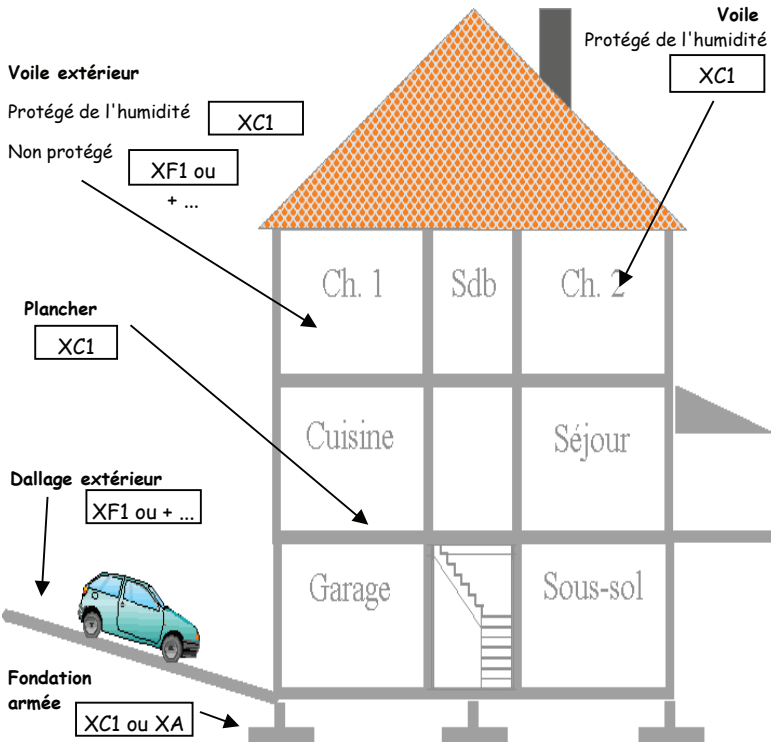 Voile
Protégé de l'humidité
XC1
Voile extérieur
Protégé de l'humidité
XC1
Non protégé
XF1 ou
+ ...
Ch. 1
Sdb
Ch. 2
Plancher
XC1
Cuisine
Séjour
Dallage extérieur
XF1 ou + ...
Garage
Sous-sol
Fondation
armée
XC1 ou XA